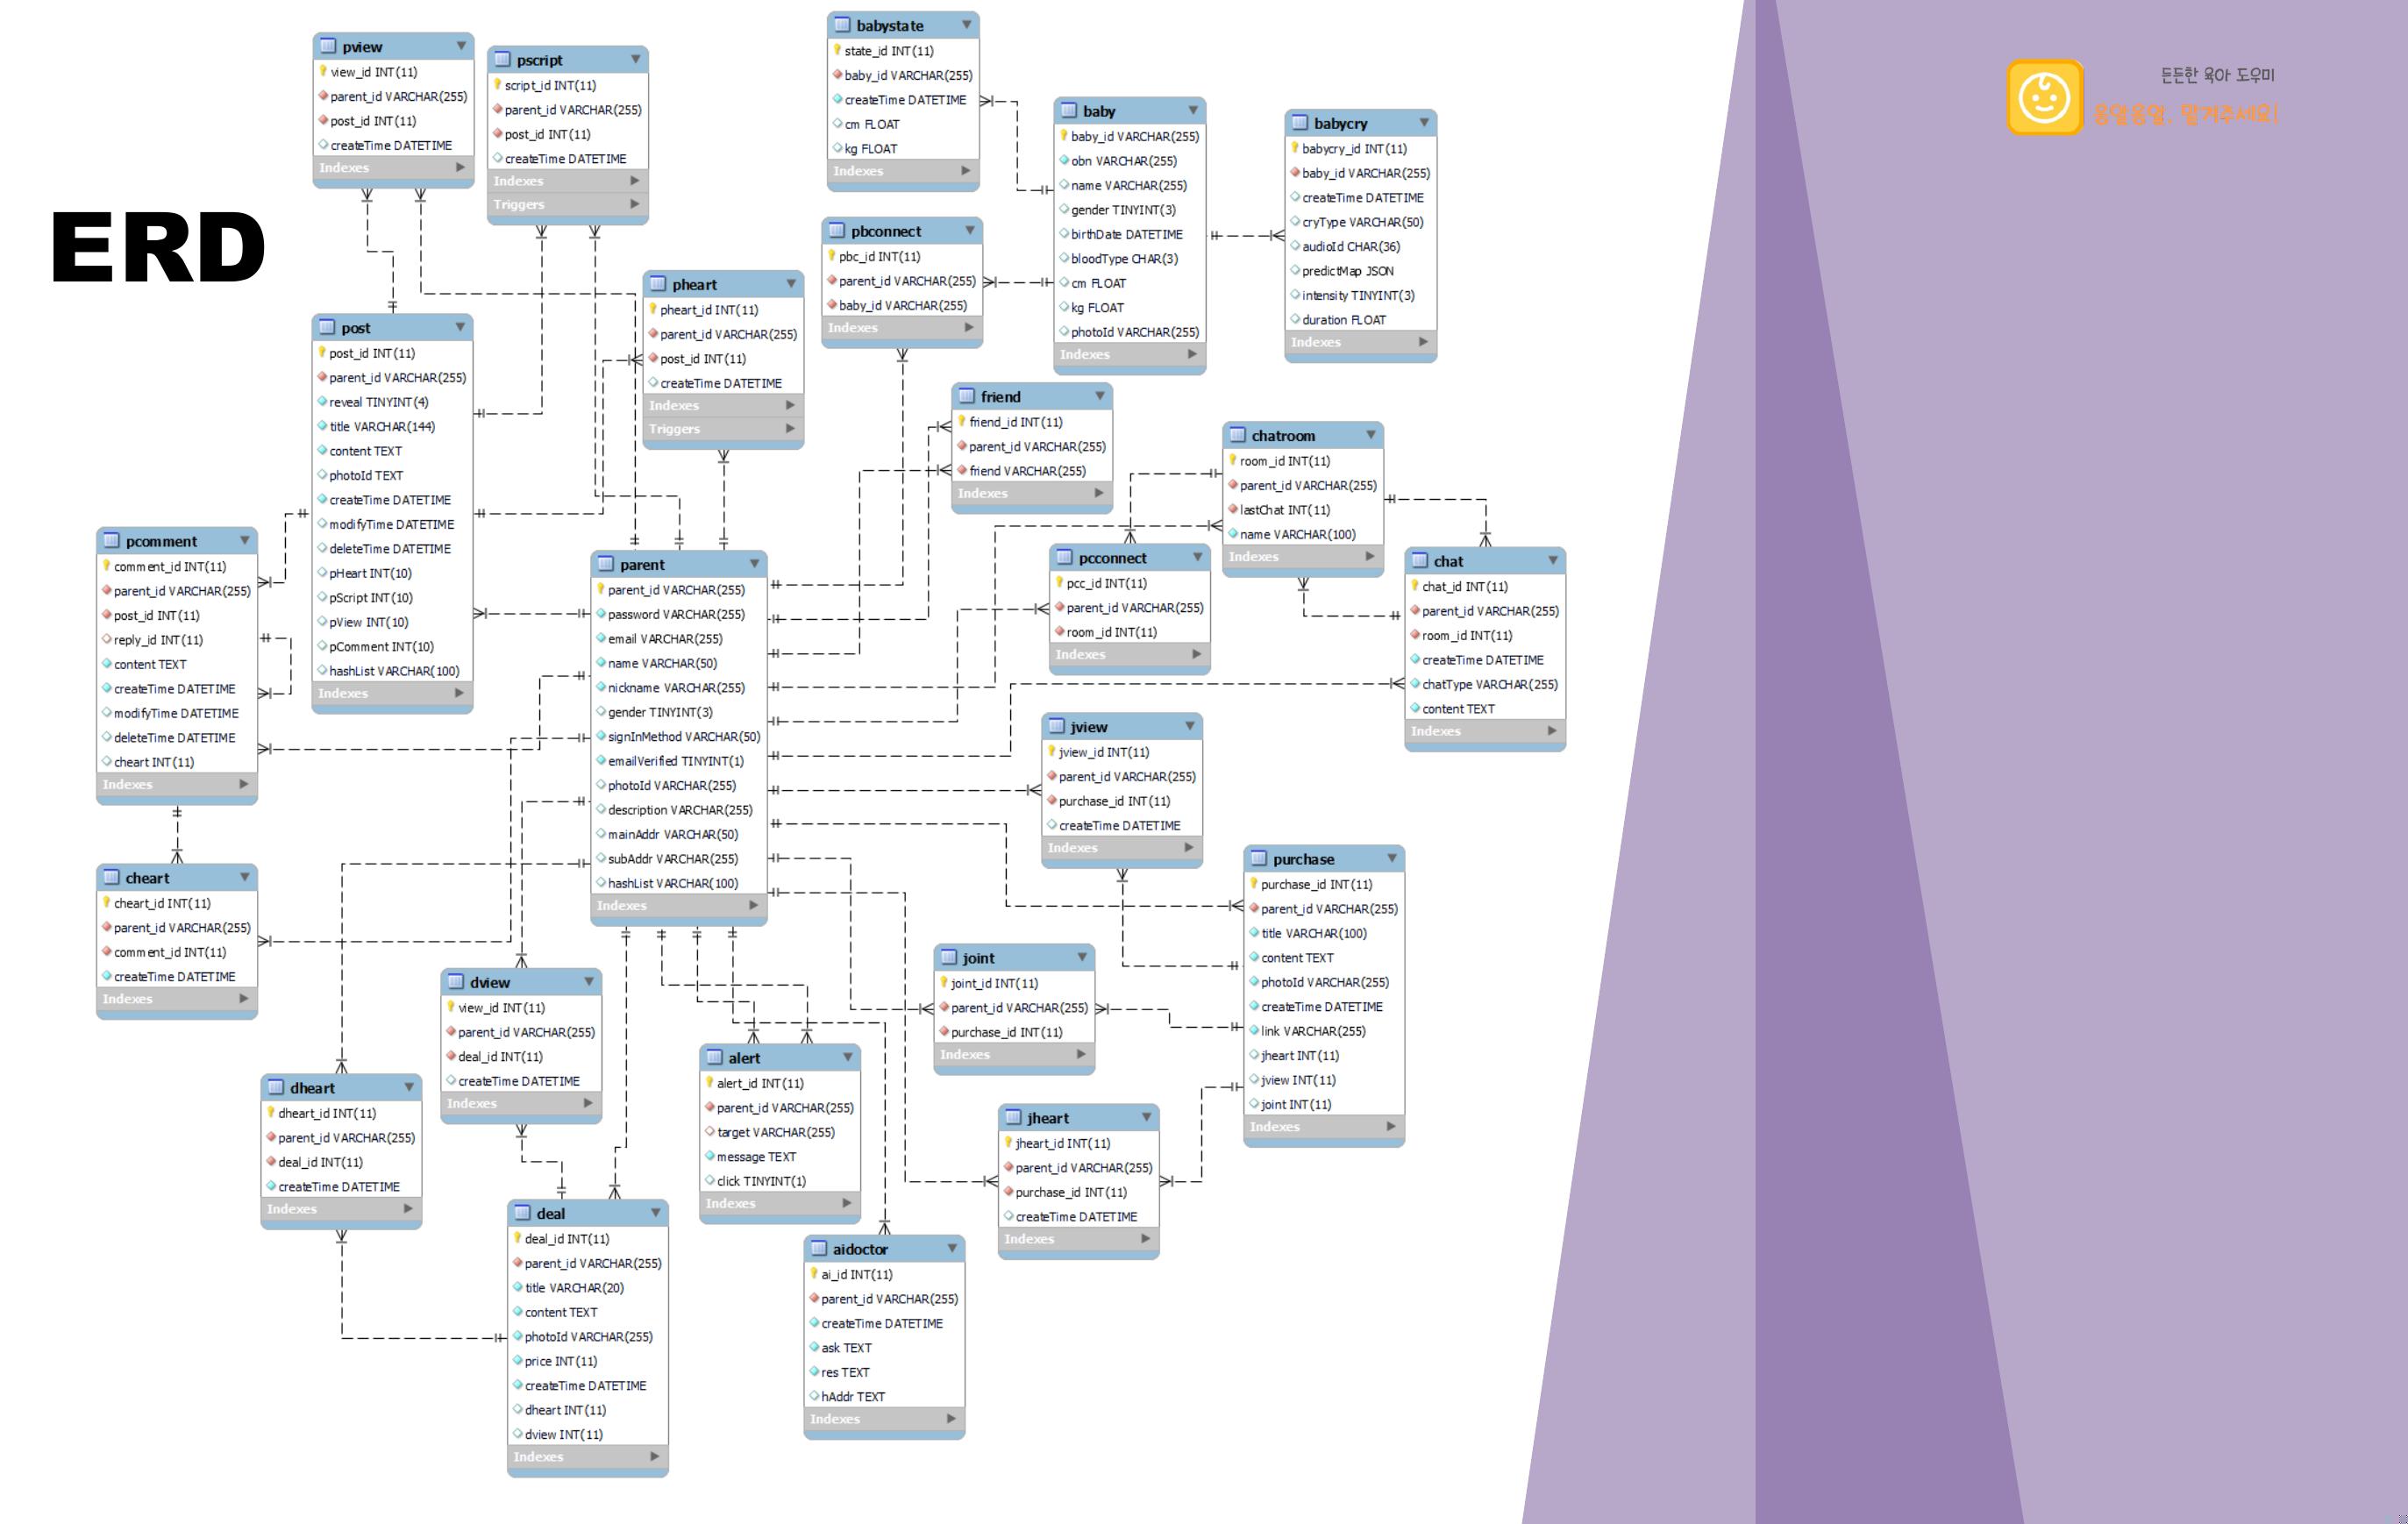 ERD
든든한 육아 도우미
응얼응얼, 맡겨주세요!
pview
view_id INT(11)
parent_id VARCHAR(255)
post_id INT(11)
createTime DATETIME
Indexes
pscript
script_id INT(11)
parent_id VARCHAR(255)
post_id INT(11)
createTime DATETIME
Indexes
Triggers
babystate
state_id INT(11)
baby_id VARCHAR(255)
createTime DATETIME
cm FLOAT
kg FLOAT
Indexes
baby
baby_id VARCHAR(255)
obn VARCHAR(255)
name VARCHAR(255)
gender TINYINT(3)
birthDate DATETIME
bloodType CHAR(3)
cm FLOAT
kg FLOAT
photoId VARCHAR(255)
Indexes
babycry
babycry_id INT(11)
baby_id VARCHAR(255)
createTime DATETIME
cryType VARCHAR(50)
audioId CHAR(36)
predictMap JSON
intensity TINYINT(3)
duration FLOAT
Indexes
pbconnect
pbc_id INT(11)
parent_id VARCHAR(255)
baby_id VARCHAR(255)
Indexes
pheart
pheart_id INT(11)
parent_id VARCHAR(255)
post_id INT(11)
createTime DATETIME
Indexes
Triggers
post
post_id INT(11)
parent_id VARCHAR(255)
reveal TINYINT(4)
title VARCHAR(144)
content TEXT
photoId TEXT
createTime DATETIME
modifyTime DATETIME
deleteTime DATETIME
pHeart INT(10)
pScript INT(10)
pView INT(10)
pComment INT(10)
hashList VARCHAR(100)
Indexes
friend
friend_id INT(11)
parent_id VARCHAR(255)
friend VARCHAR(255)
Indexes
chatroom
room_id INT(11)
parent_id VARCHAR(255)
lastChat INT(11)
name VARCHAR(100)
Indexes
pcomment
comment_id INT(11)
parent_id VARCHAR(255)
post_id INT(11)
reply_id INT(11)
content TEXT
createTime DATETIME
modifyTime DATETIME
deleteTime DATETIME
cheart INT(11)
Indexes
parent
parent_id VARCHAR(255)
password VARCHAR(255)
email VARCHAR(255)
name VARCHAR(50)
nickname VARCHAR(255)
gender TINYINT(3)
signInMethod VARCHAR(50)
emailVerified TINYINT(1)
photoId VARCHAR(255)
description VARCHAR(255)
mainAddr VARCHAR(50)
subAddr VARCHAR(255)
hashList VARCHAR(100)
Indexes
pcconnect
pcc_id INT(11)
parent_id VARCHAR(255)
room_id INT(11)
Indexes
chat
chat_id INT(11)
parent_id VARCHAR(255)
room_id INT(11)
createTime DATETIME
chatType VARCHAR(255)
content TEXT
Indexes
jview
jview_id INT(11)
parent_id VARCHAR(255)
purchase_id INT(11)
createTime DATETIME
Indexes
purchase
purchase_id INT(11)
parent_id VARCHAR(255)
title VARCHAR(100)
content TEXT
photoId VARCHAR(255)
createTime DATETIME
link VARCHAR(255)
jheart INT(11)
jview INT(11)
joint INT(11)
Indexes
cheart
cheart_id INT(11)
parent_id VARCHAR(255)
comment_id INT(11)
createTime DATETIME
Indexes
dview
view_id INT(11)
parent_id VARCHAR(255)
deal_id INT(11)
createTime DATETIME
Indexes
joint
joint_id INT(11)
parent_id VARCHAR(255)
purchase_id INT(11)
Indexes
dheart
dheart_id INT(11)
parent_id VARCHAR(255)
deal_id INT(11)
createTime DATETIME
Indexes
alert
alert_id INT(11)
parent_id VARCHAR(255)
target VARCHAR(255)
message TEXT
click TINYINT(1)
Indexes
jheart
jheart_id INT(11)
parent_id VARCHAR(255)
purchase_id INT(11)
createTime DATETIME
Indexes
deal
deal_id INT(11)
parent_id VARCHAR(255)
title VARCHAR(20)
content TEXT
photoId VARCHAR(255)
price INT(11)
createTime DATETIME
dheart INT(11)
dview INT(11)
Indexes
aidoctor
ai_id INT(11)
parent_id VARCHAR(255)
createTime DATETIME
ask TEXT
res TEXT
hAddr TEXT
Indexes